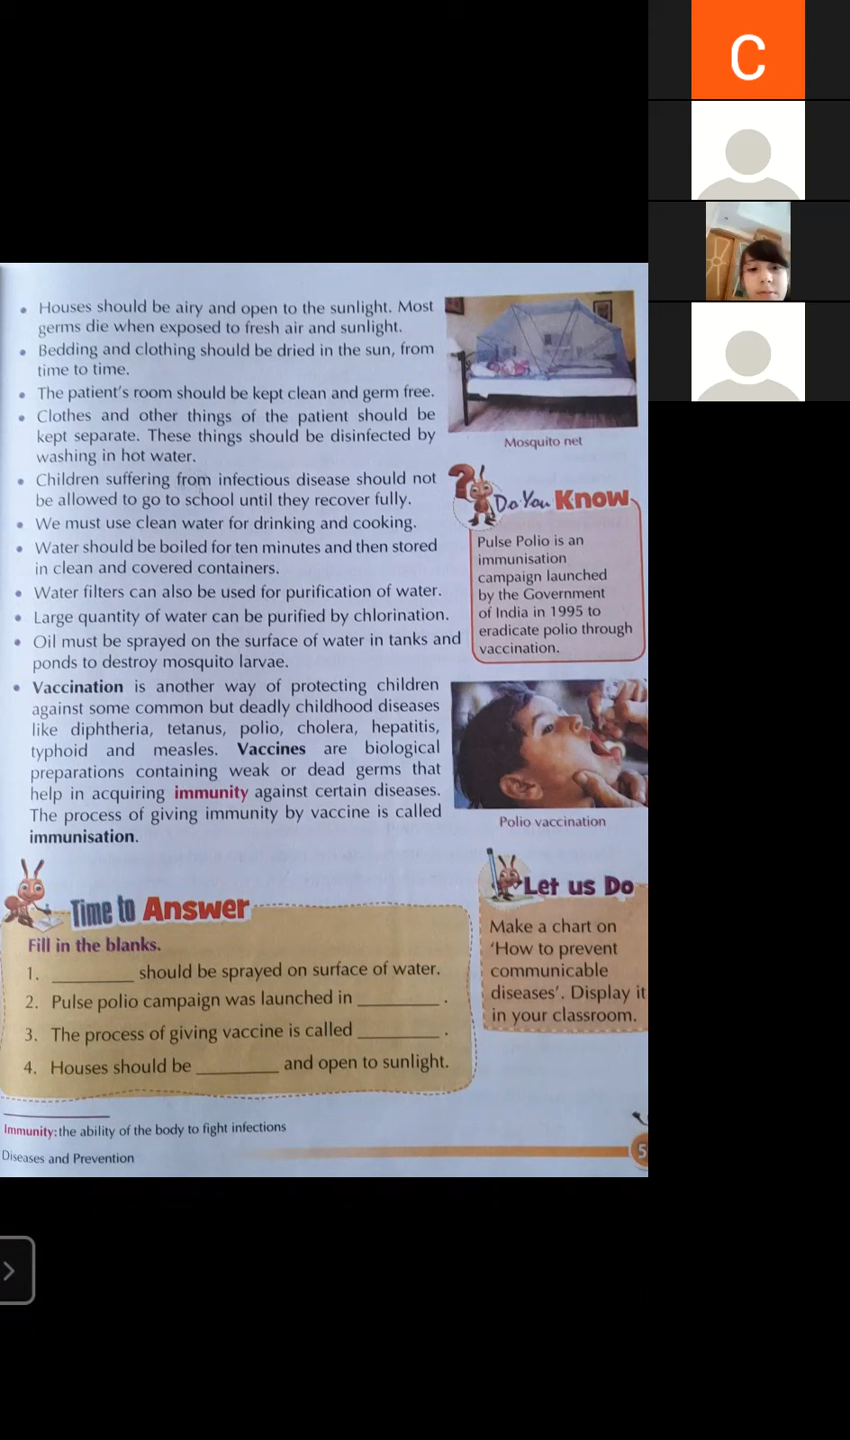 C
• Houses should be airy and open to the sunlight. Most
germs die when exposed to fresh air and sunlight.
• Bedding and clothing should be dried in the sun, from
time to time.
• The patient's room should be kept clean and germ free.
• Clothes and other things of the patient should be
kept separate. These things should be disinfected by
washing in hot water.
• Children suffering from infectious disease should not
be allowed to go to school until they recover fully.
• We must use clean water for drinking and cooking.
• Water should be boiled for ten minutes and then stored
in clean and covered containers.
• Water filters can also be used for purification of water.
• Large quantity of water can be purified by chlorination.
• Oil must be sprayed on the surface of water in tanks and
ponds to destroy mosquito larvae.
• Vaccination is another way of protecting children
against some common but deadly childhood diseases
like diphtheria, tetanus, polio, cholera, hepatitis,
typhoid and measles. Vaccines are biological
preparations containing weak or dead germs that
help in acquiring immunity against certain diseases.
The process of giving immunity by vaccine is called
immunisation.
Mosquito net
? Do You Know
Pulse Polio is an
immunisation
campaign launched
by the Government
of India in 1995 to
eradicate polio through
vaccination.
Polio vaccination
Time to Answer
Fill in the blanks.
1. ________ should be sprayed on surface of water.
2. Pulse polio campaign was launched in ________ .
3. The process of giving vaccine is called ________ .
4. Houses should be ________ and open to sunlight.
Let us Do
Make a chart on
'How to prevent
communicable
diseases'. Display it
in your classroom.
Immunity: the ability of the body to fight infections
Diseases and Prevention
5